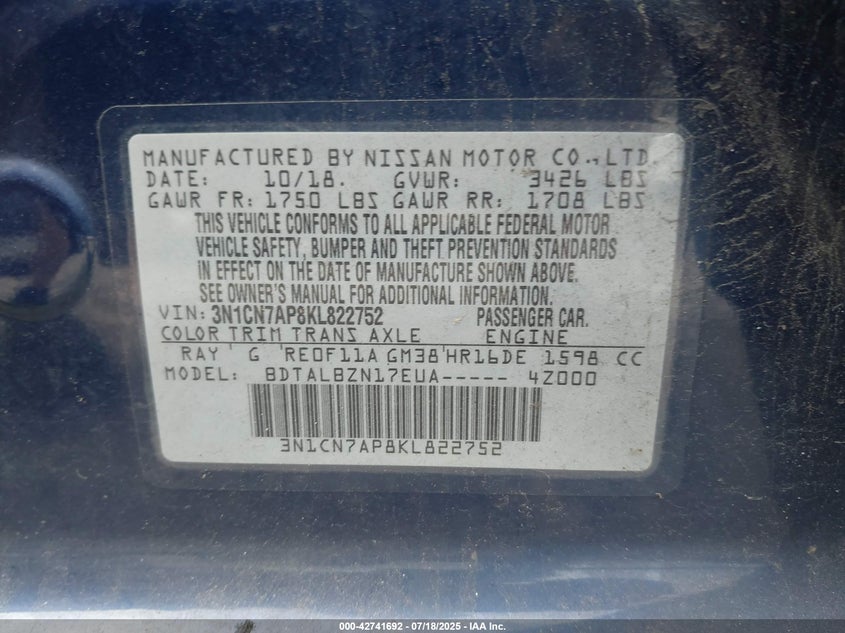 MANUFACTURED BY NISSAN MOTOR CO.,LTD.
DATE: 10/18. GVWR: 3426 LBS
GAWR FR: 1750 LBS GAWR RR: 1708 LBS
THIS VEHICLE CONFORMS TO ALL APPLICABLE FEDERAL MOTOR
VEHICLE SAFETY, BUMPER AND THEFT PREVENTION STANDARDS
IN EFFECT ON THE DATE OF MANUFACTURE SHOWN ABOVE.
SEE OWNER'S MANUAL FOR ADDITIONAL INFORMATION.
VIN: 3N1CN7AP8KL822752 PASSENGER CAR.
COLOR TRIM TRANS AXLE ENGINE
RAY G RE0F11A GM38 HR16DE 1598 CC
MODEL: BDTALBZN17EUA----- 4Z000
3N1CN7AP8KL822752
000-42741692 - 07/18/2025 - IAA Inc.